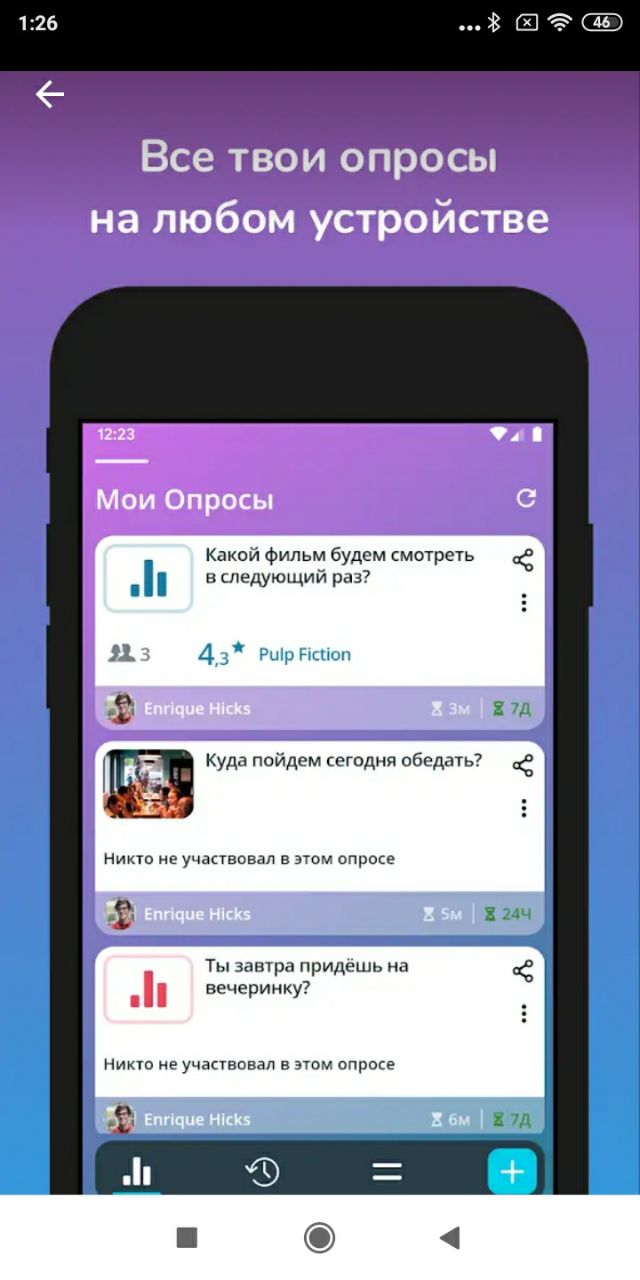 1:26
46
Все твои опросы
на любом устройстве
12:23
Мои Опросы
Какой фильм будем смотреть
в следующий раз?
3
4,3 Pulp Fiction
Enrique Hicks
3м
7Д
Куда пойдем сегодня обедать?
Никто не участвовал в этом опросе
Enrique Hicks
5м
24Ч
Ты завтра придёшь на
вечеринку?
Никто не участвовал в этом опросе
Enrique Hicks
6м
7Д